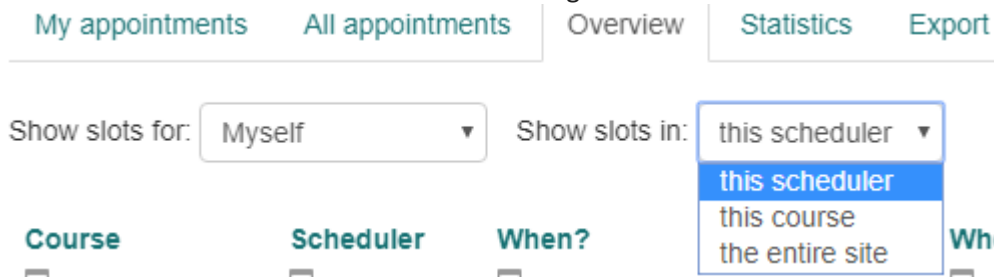 My appointments All appointments Overview Statistics Export
Show slots for: Myself Show slots in: this scheduler
this scheduler
this course
the entire site
Course Scheduler When?